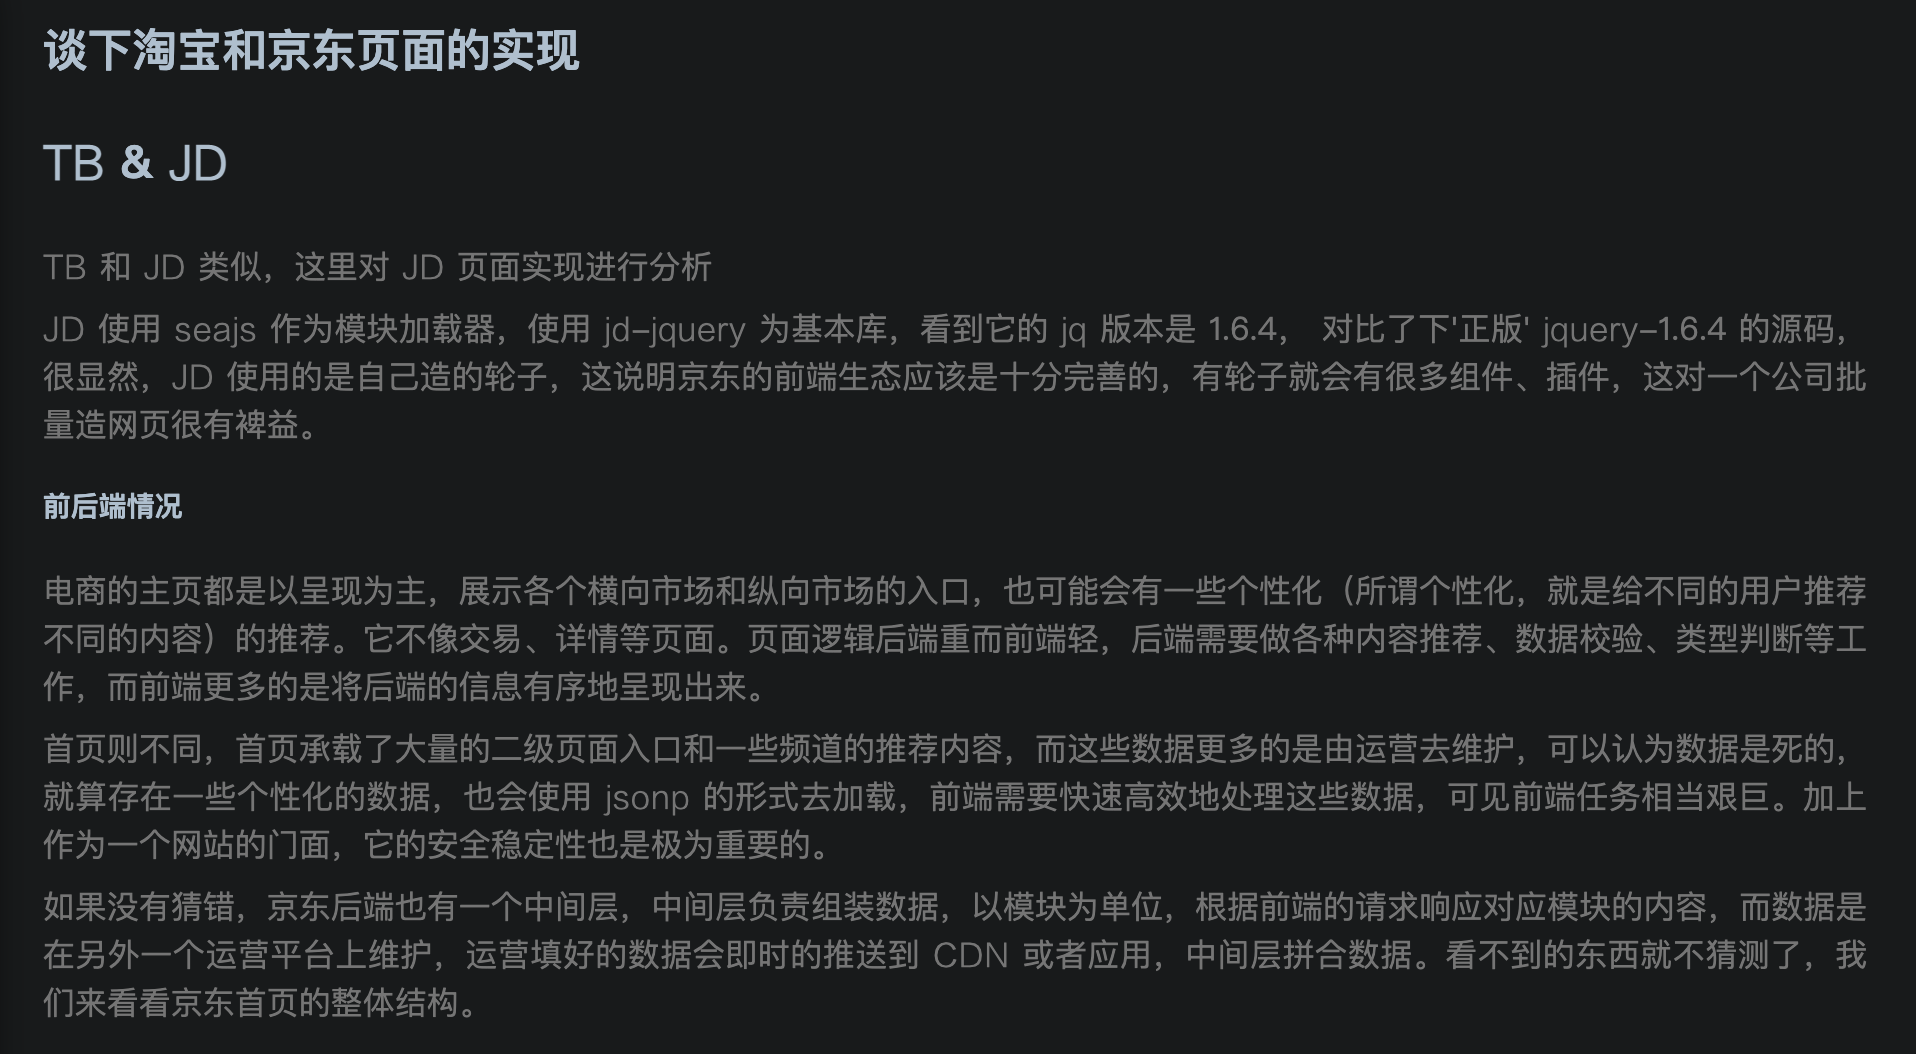 谈下淘宝和京东页面的实现
TB & JD
TB 和 JD 类似，这里对 JD 页面实现进行分析
JD 使用 seajs 作为模块加载器，使用 jd-jquery 为基本库，看到它的 jq 版本是 1.6.4， 对比了下'正版' jquery-1.6.4 的源码，
很显然，JD 使用的是自己造的轮子，这说明京东的前端生态应该是十分完善的，有轮子就会有很多组件、插件，这对一个公司批
量造网页很有裨益。
前后端情况
电商的主页都是以呈现为主，展示各个横向市场和纵向市场的入口，也可能会有一些个性化（所谓个性化，就是给不同的用户推荐
不同的内容）的推荐。它不像交易、详情等页面。页面逻辑后端重而前端轻，后端需要做各种内容推荐、数据校验、类型判断等工
作，而前端更多的是将后端的信息有序地呈现出来。
首页则不同，首页承载了大量的二级页面入口和一些频道的推荐内容，而这些数据更多的是由运营去维护，可以认为数据是死的，
就算存在一些个性化的数据，也会使用 jsonp 的形式去加载，前端需要快速高效地处理这些数据，可见前端任务相当艰巨。加上
作为一个网站的门面，它的安全稳定性也是极为重要的。
如果没有猜错，京东后端也有一个中间层，中间层负责组装数据，以模块为单位，根据前端的请求响应对应模块的内容，而数据是
在另外一个运营平台上维护，运营填好的数据会即时的推送到 CDN 或者应用，中间层拼合数据。看不到的东西就不猜测了，我
们来看看京东首页的整体结构。